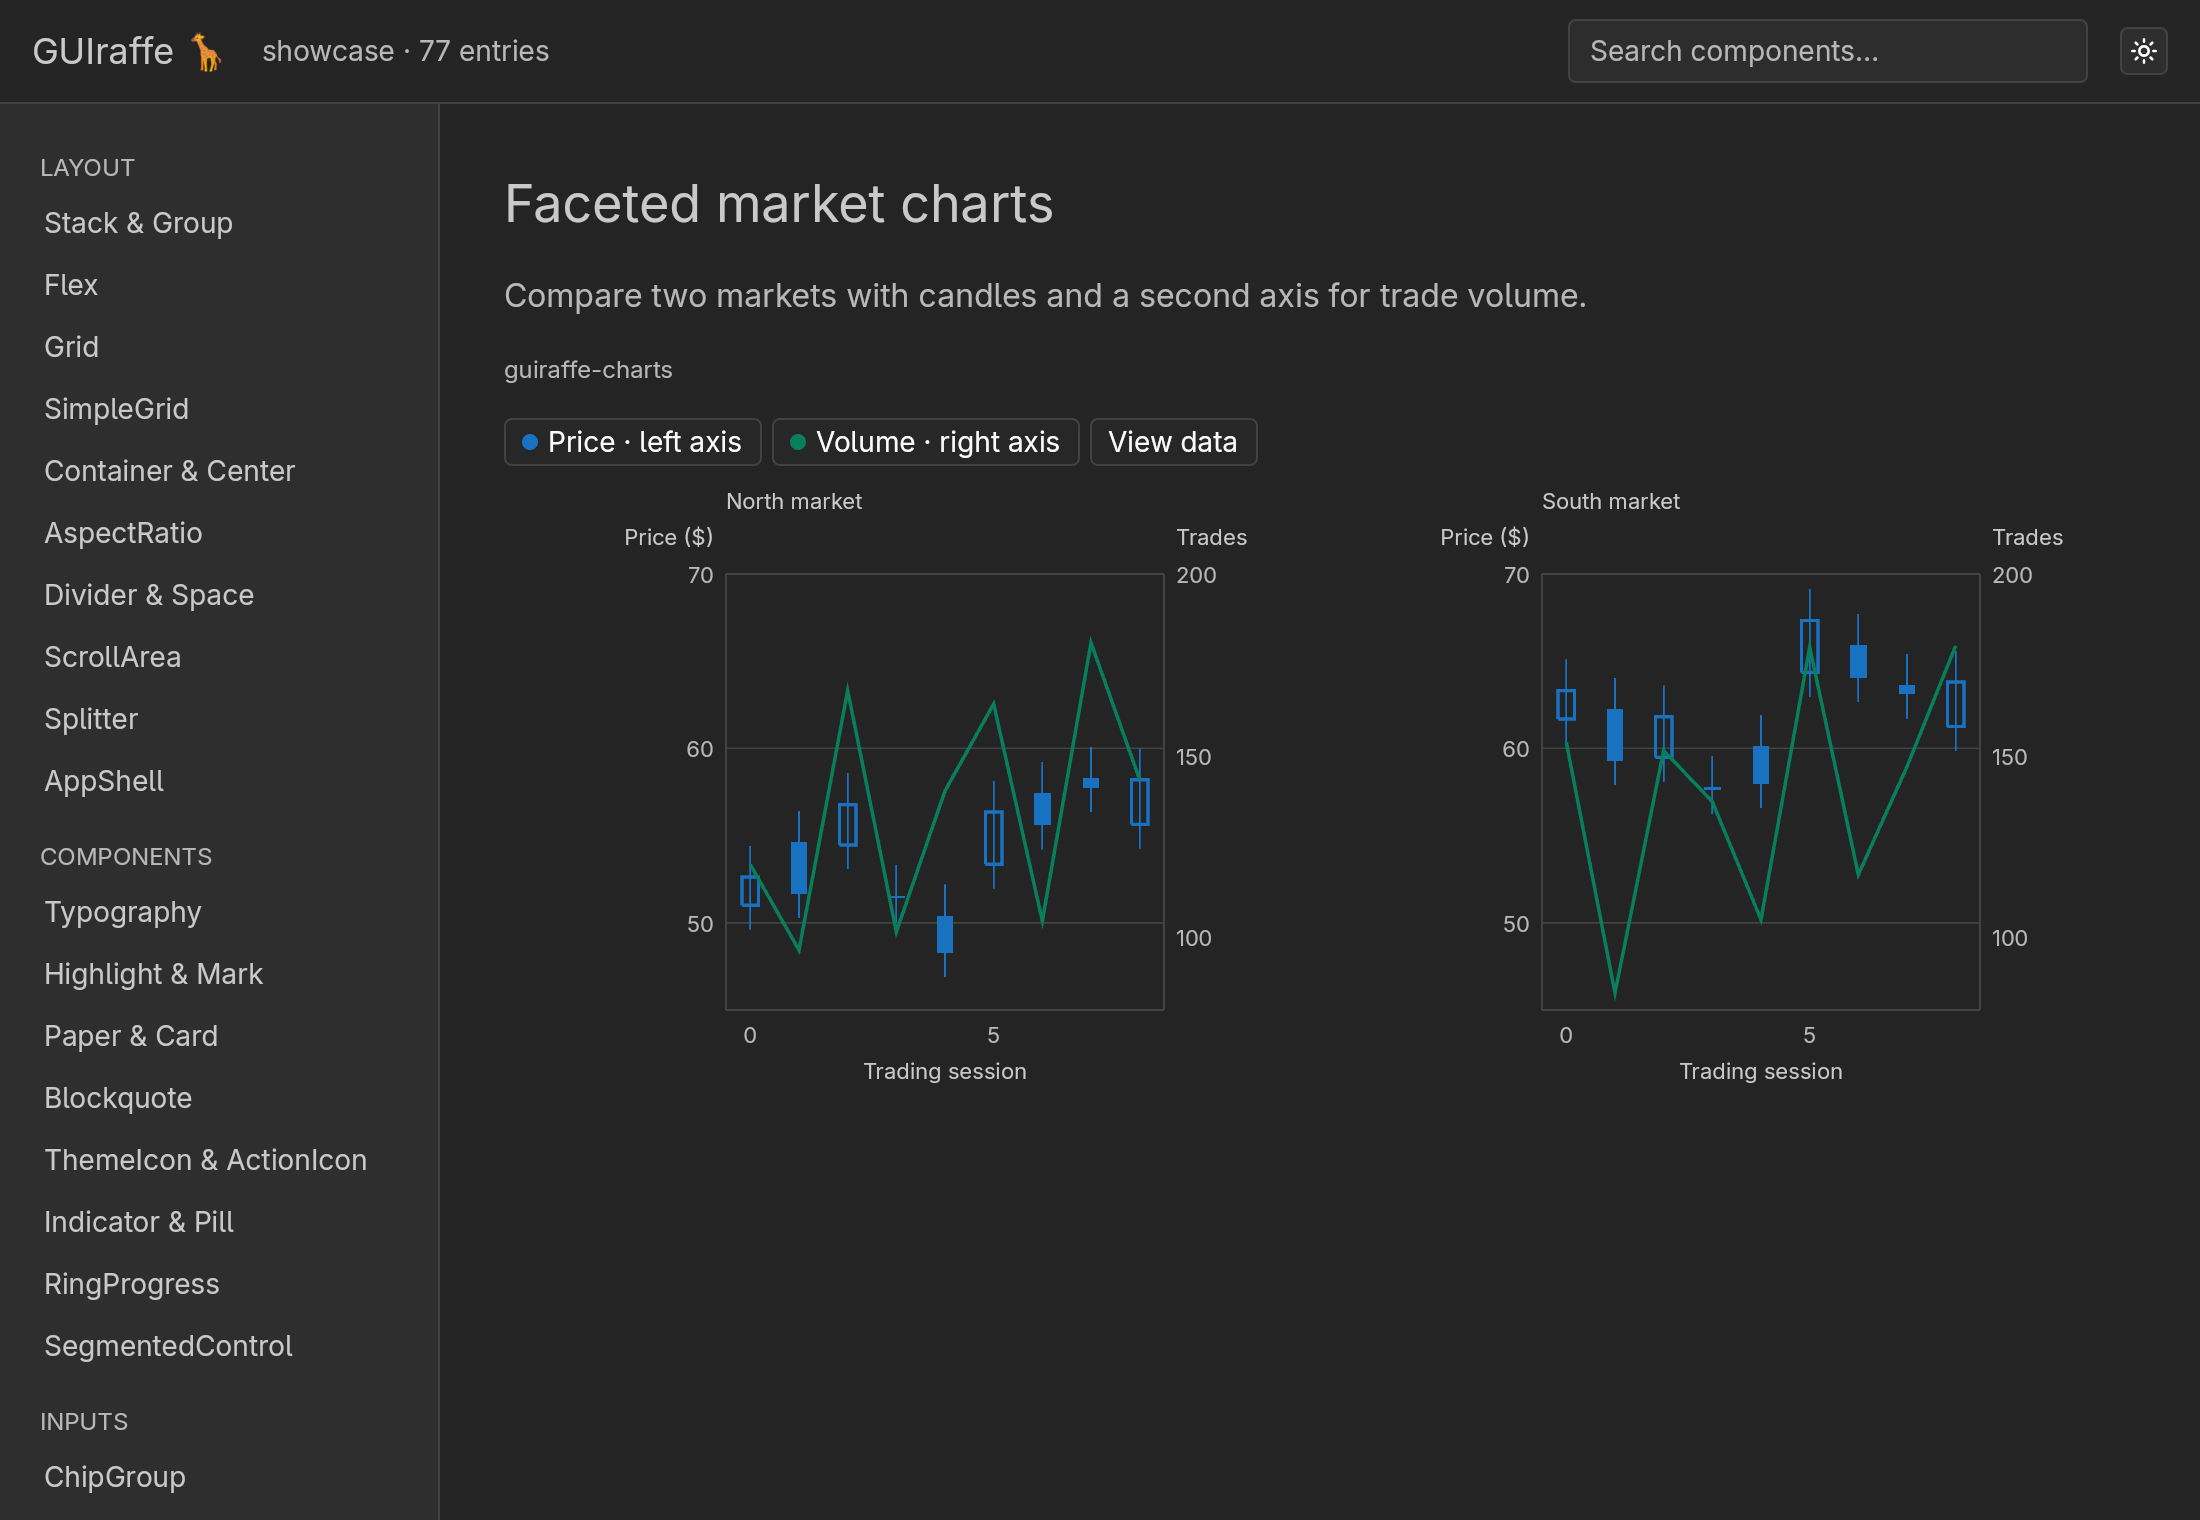 GUIraffe 🦒 showcase · 77 entries
Search components...
LAYOUT
Stack & Group
Flex
Grid
SimpleGrid
Container & Center
AspectRatio
Divider & Space
ScrollArea
Splitter
AppShell
COMPONENTS
Typography
Highlight & Mark
Paper & Card
Blockquote
ThemeIcon & ActionIcon
Indicator & Pill
RingProgress
SegmentedControl
INPUTS
ChipGroup
Faceted market charts
Compare two markets with candles and a second axis for trade volume.
guiraffe-charts
Price · left axis
Volume · right axis
View data
North market
Price ($)
Trades
70
200
60
150
50
100
0
5
Trading session
South market
Price ($)
Trades
70
200
60
150
50
100
0
5
Trading session